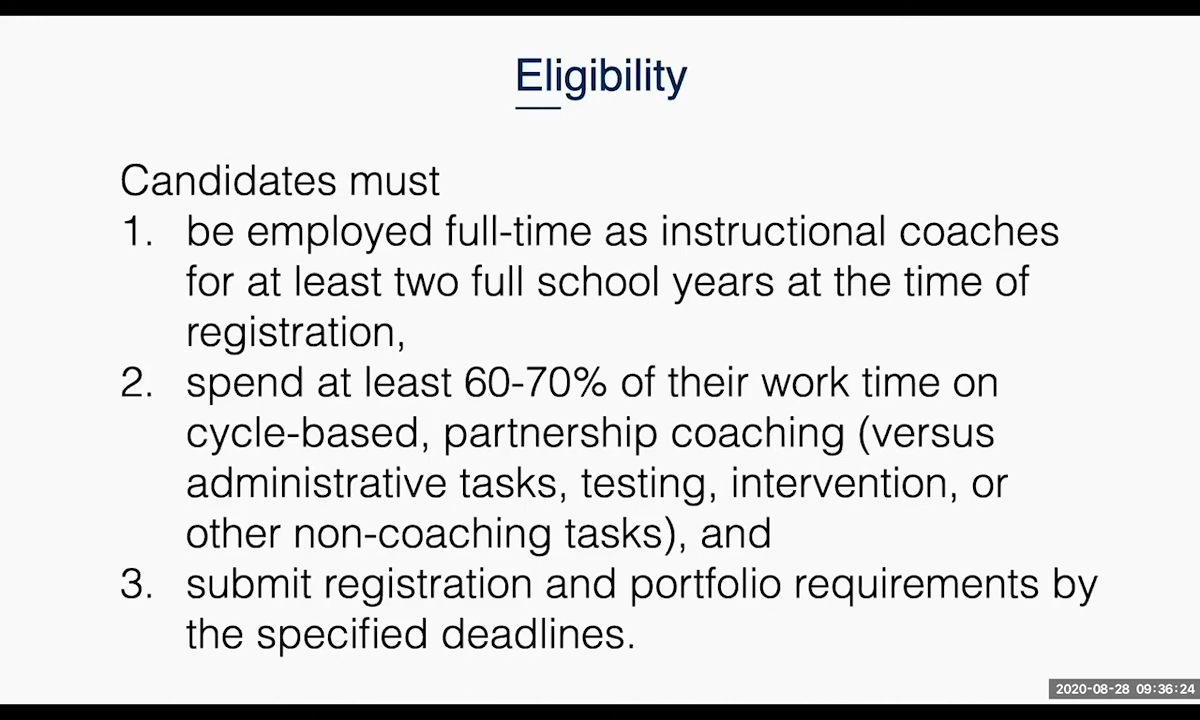 Eligibility
Candidates must
1. be employed full-time as instructional coaches
for at least two full school years at the time of
registration,
2. spend at least 60-70% of their work time on
cycle-based, partnership coaching (versus
administrative tasks, testing, intervention, or
other non-coaching tasks), and
3. submit registration and portfolio requirements by
the specified deadlines.
2020-08-28 09:36:24